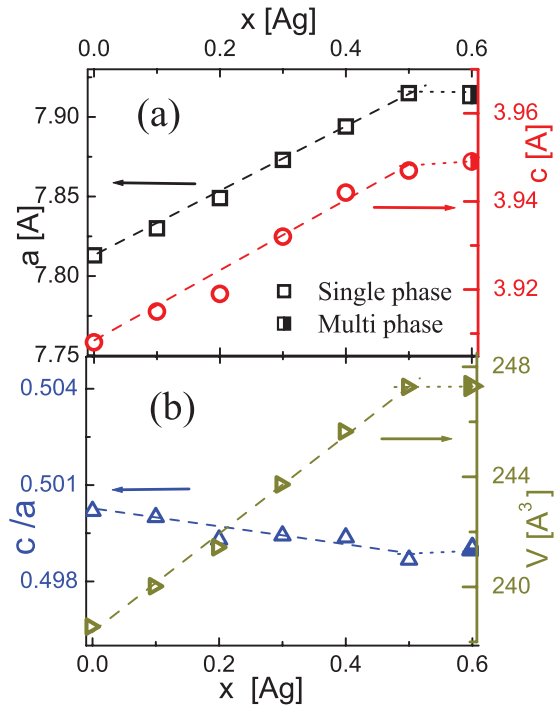 x [Ag]
0.0 0.2 0.4 0.6
(a)
7.90
7.85
7.80
7.75
a [A]
3.96
3.94
3.92
c [A]
Single phase
Multi phase
(b)
0.504
0.501
0.498
c /a
248
244
240
V [A³]
0.0 0.2 0.4 0.6
x [Ag]